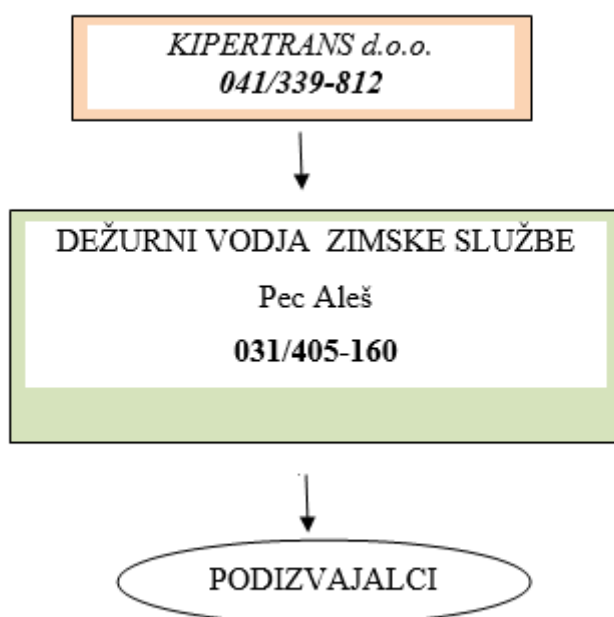 KIPERTRANS d.o.o.
041/339-812
DEŽURNI VODJA ZIMSKE SLUŽBE
Pec Aleš
031/405-160
PODIZVAJALCI